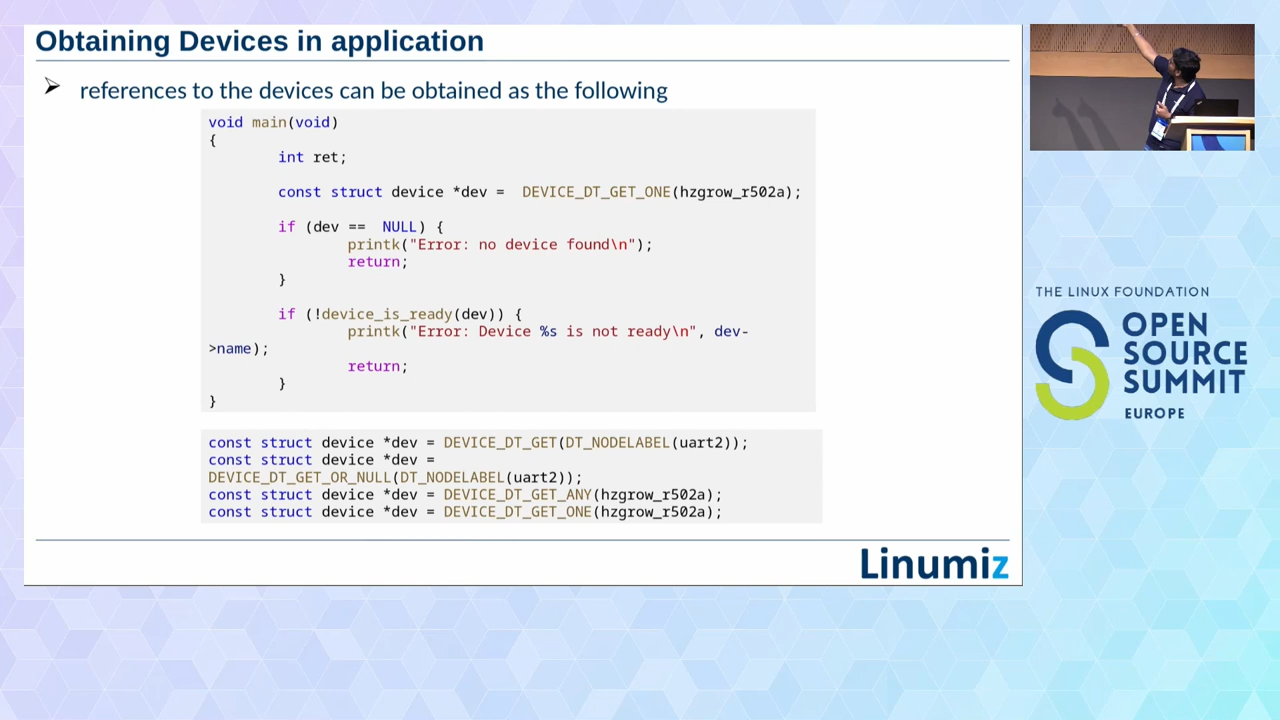 Obtaining Devices in application
➢ references to the devices can be obtained as the following
void main(void)
{
int ret;
const struct device *dev =  DEVICE_DT_GET_ONE(hzgrow_r502a);
if (dev ==  NULL) {
printk("Error: no device found\n");
return;
}
if (!device_is_ready(dev)) {
printk("Error: Device %s is not ready\n", dev-
>name);
return;
}
}
const struct device *dev = DEVICE_DT_GET(DT_NODELABEL(uart2));
const struct device *dev =
DEVICE_DT_GET_OR_NULL(DT_NODELABEL(uart2));
const struct device *dev = DEVICE_DT_GET_ANY(hzgrow_r502a);
const struct device *dev = DEVICE_DT_GET_ONE(hzgrow_r502a);
Linumiz
THE LINUX FOUNDATION
OPEN
SOURCE
SUMMIT
EUROPE